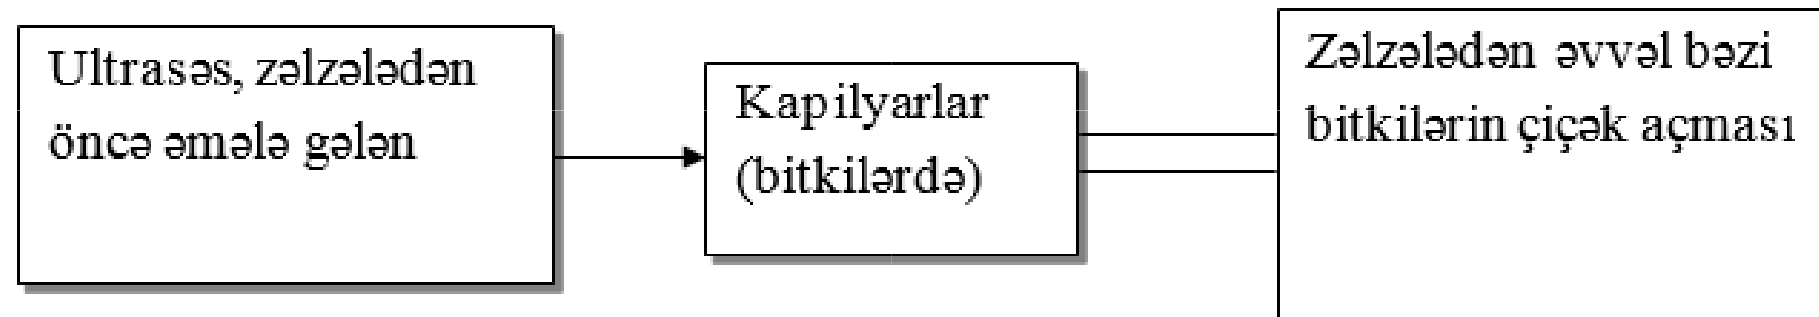 Ultrasəs, zəlzələdən
öncə əmələ gələn
Kapilyarlar
(bitkilərdə)
Zəlzələdən əvvəl bəzi
bitkilərin çiçək açması